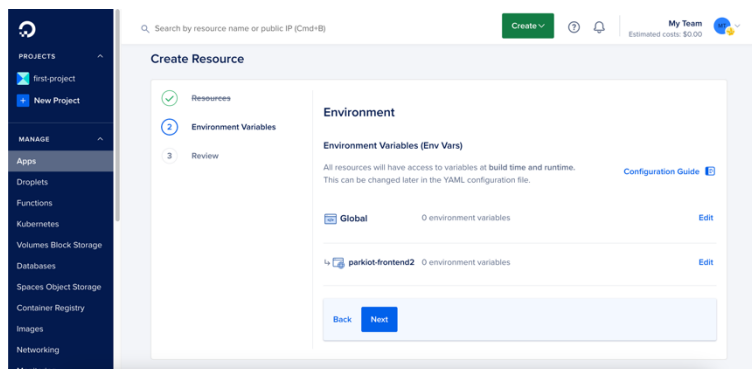 Search by resource name or public IP (Cmd+B)
Create
My Team
Estimated costs: $0.00
PROJECTS
first-project
New Project
MANAGE
Apps
Droplets
Functions
Kubernetes
Volumes Block Storage
Databases
Spaces Object Storage
Container Registry
Images
Networking
Create Resource
Resources
2 Environment Variables
3 Review
Environment
Environment Variables (Env Vars)
All resources will have access to variables at build time and runtime.
This can be changed later in the YAML configuration file.
Configuration Guide
Global 0 environment variables Edit
parkiot-frontend2 0 environment variables Edit
Back Next